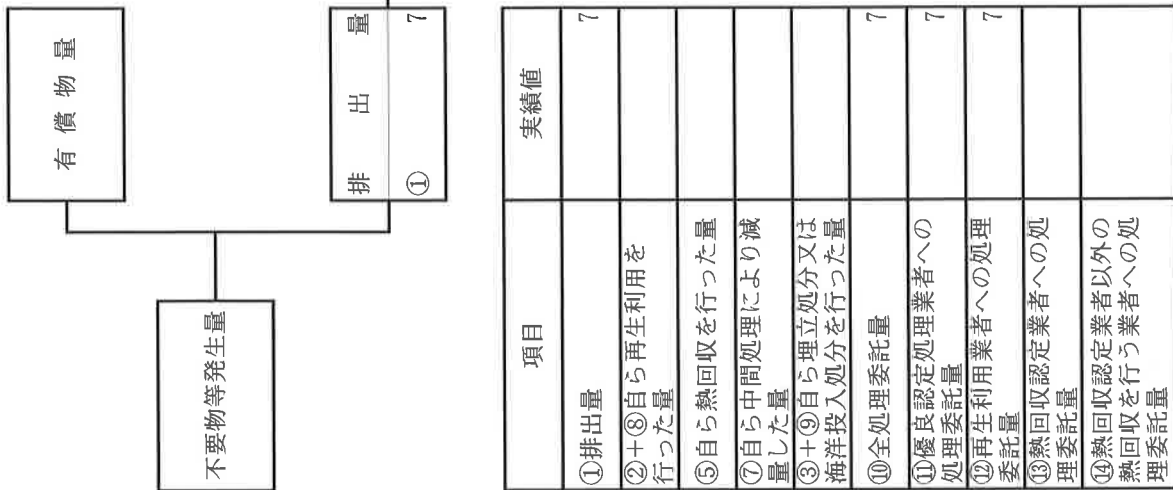 有償物量
不要物等発生量
排出量
① 7
項目 実績値
①排出量 7
②+⑧自ら再生利用を
行った量
⑤自ら熱回収を行った量
⑦自ら中間処理により減
量した量
③+⑨自ら埋立処分又は
海洋投入処分を行った量
⑩全処理委託量 7
⑪優良認定処理業者への
処理委託量 7
⑫再生利用業者への処理
委託量 7
⑬熱回収認定業者への処
理委託量
⑭熱回収認定業者以外の
熱回収を行う業者への処
理委託量